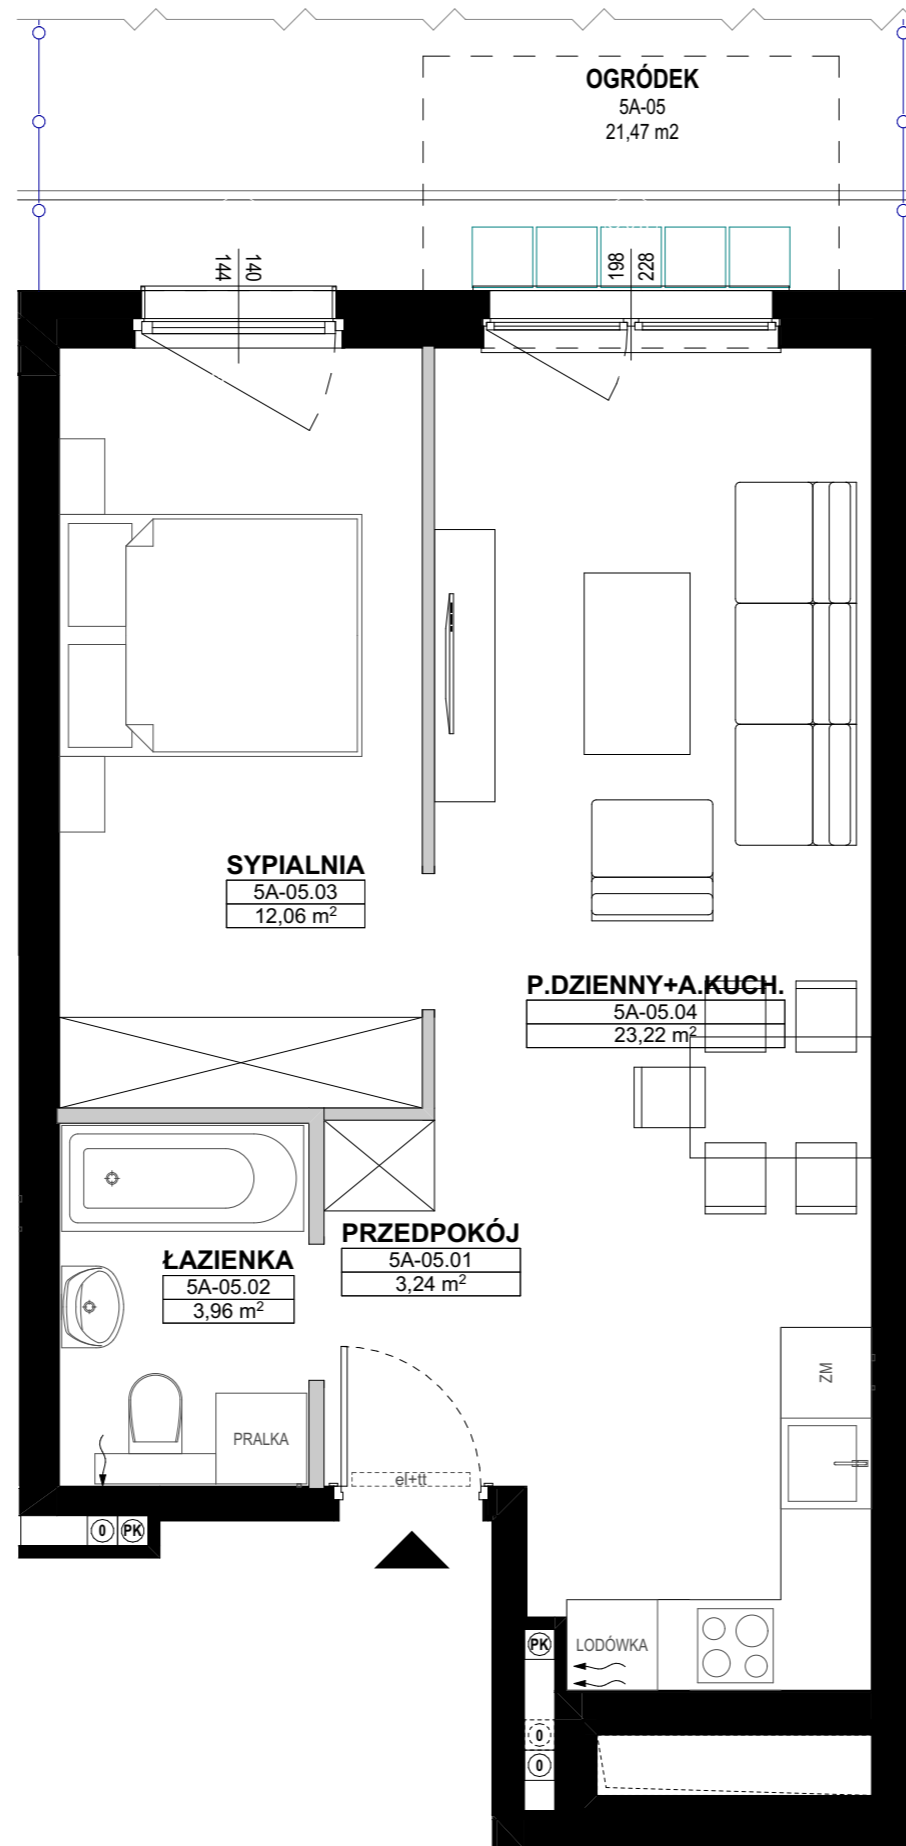 OGRÓDEK
5A-05
21,47 m2
144
140
198
228
SYPIALNIA
5A-05.03
12,06 m²
P.DZIENNY+A.KUCH.
5A-05.04
23,22 m²
PRZEDPOKÓJ
5A-05.01
3,24 m²
ŁAZIENKA
5A-05.02
3,96 m²
ZM
PRALKA
el+tt
0
PK
PK
LODÓWKA
0
0